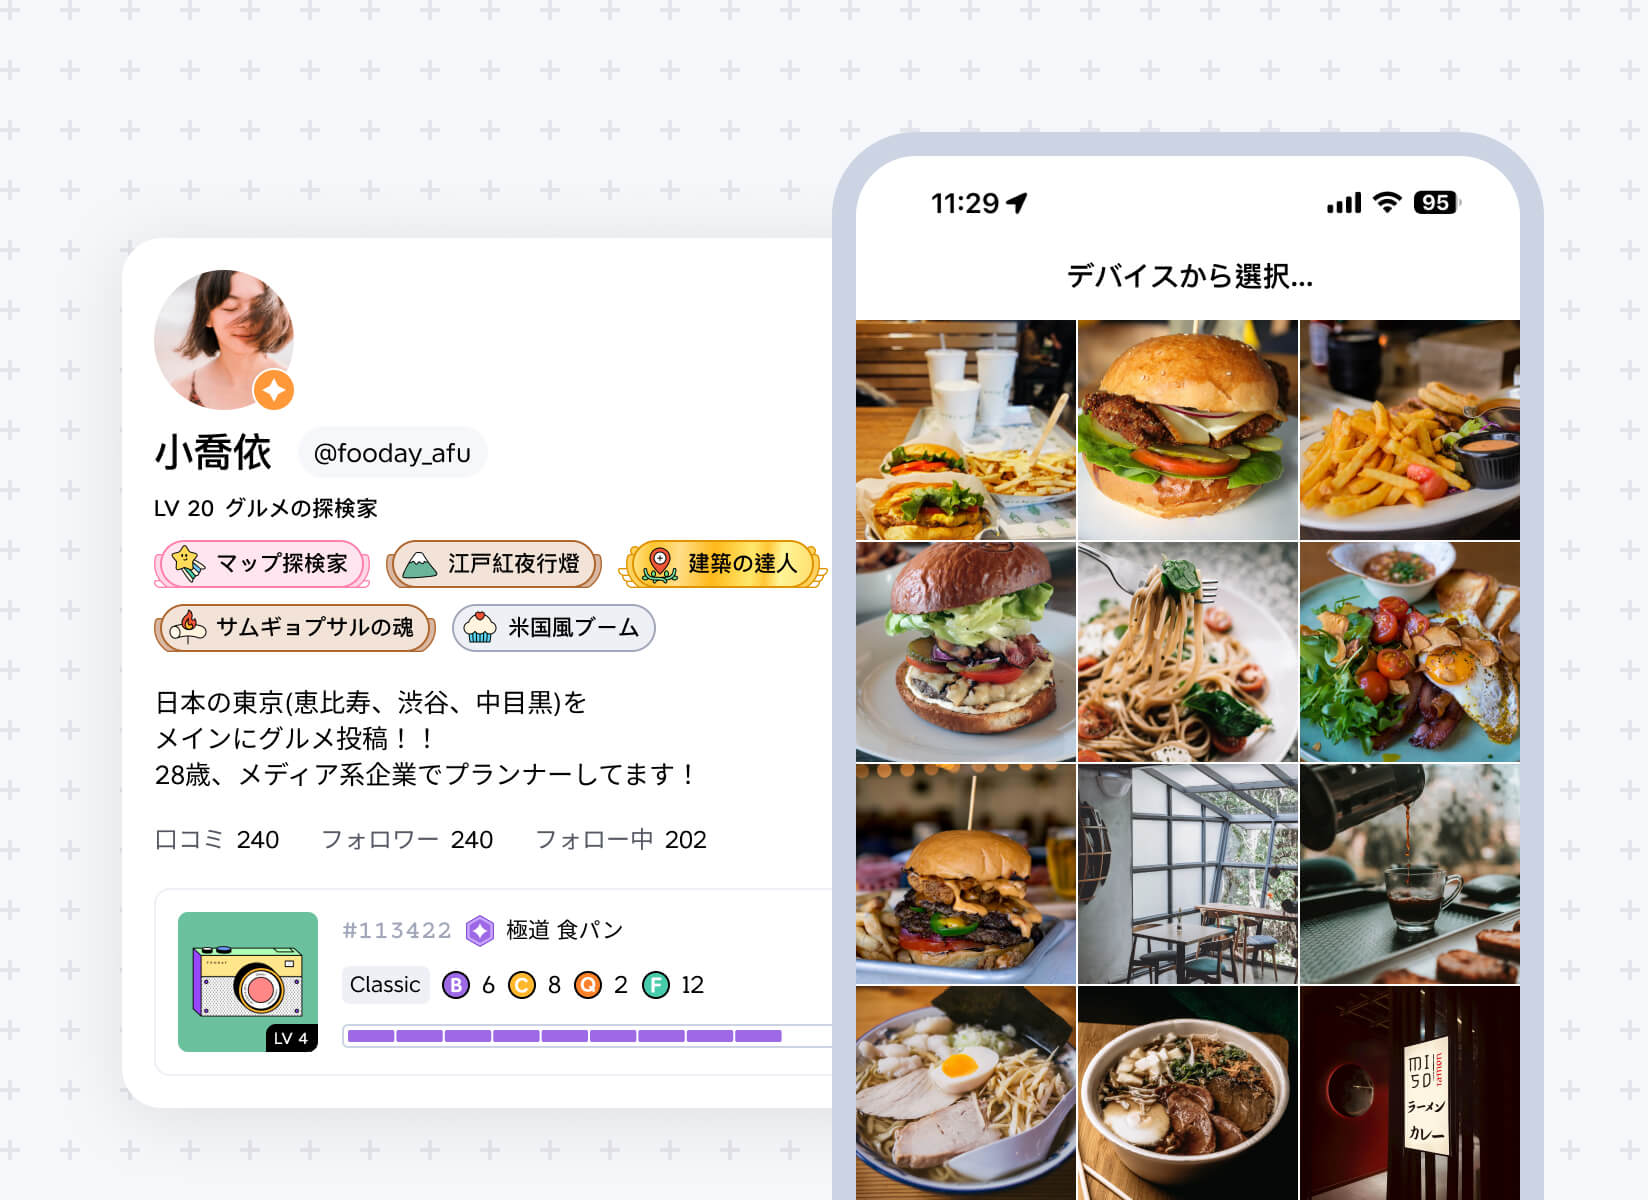 小喬依 @fooday_afu
LV 20 グルメの探検家
マップ探検家 江戸紅夜行燈 建築の達人
サムギョプサルの魂 米国風ブーム
日本の東京(恵比寿、渋谷、中目黒)を
メインにグルメ投稿！！
28歳、メディア系企業でプランナーしてます！
口コミ 240 フォロワー 240 フォロー中 202
#113422 極道 食パン
Classic B 6 C 8 Q 2 F 12
LV 4
11:29 95
デバイスから選択...
MISO
ramen
ラーメン
カレー